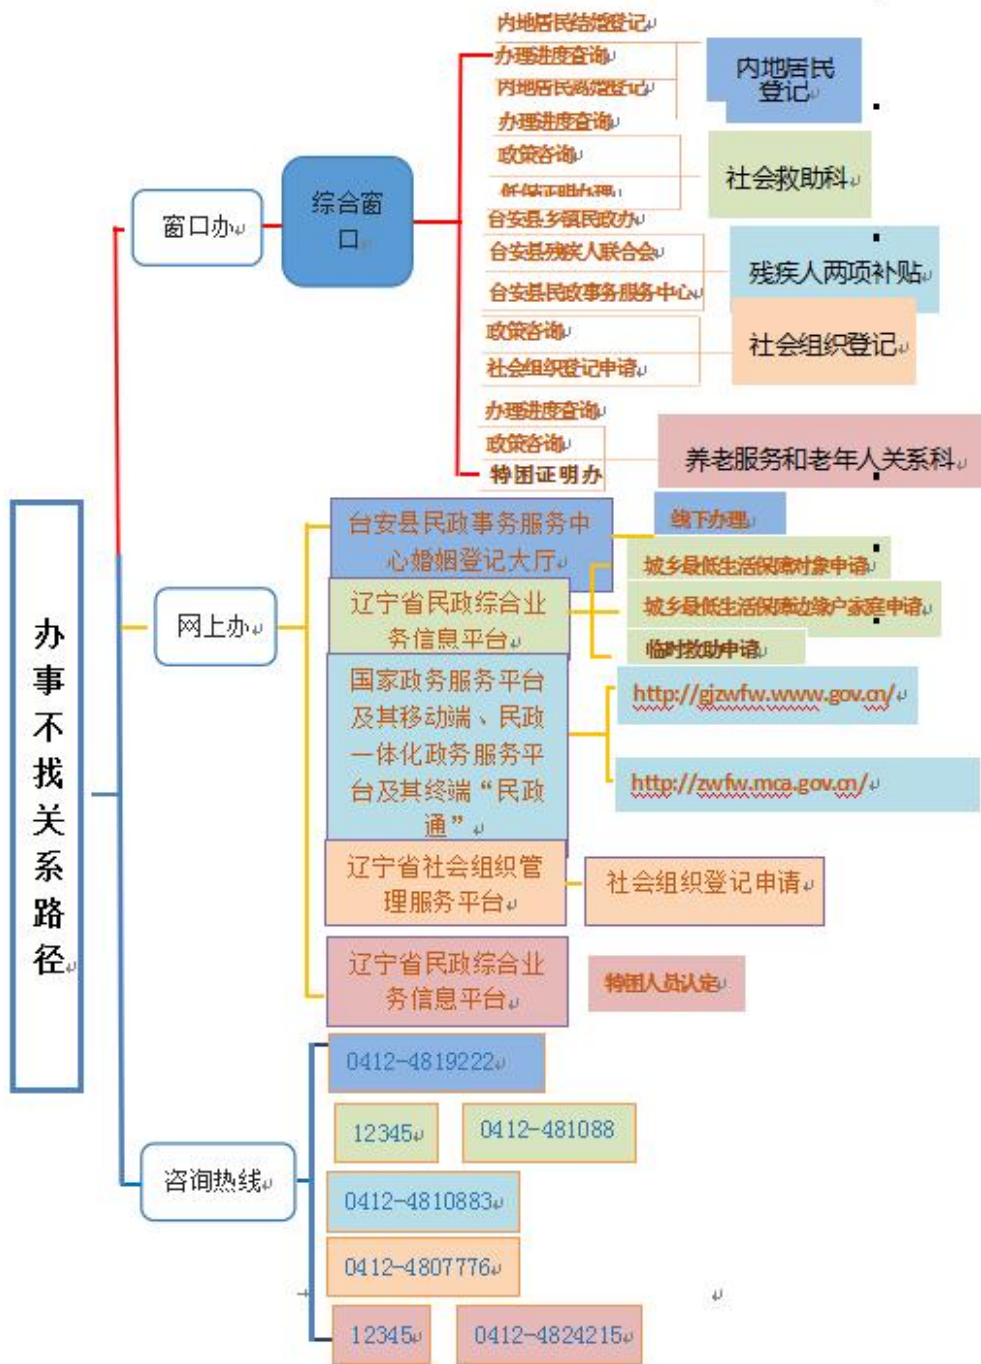 内地居民结婚登记
办理进度查询
内地居民离婚登记
内地居民
登记
办理进度查询
政策咨询
低保证明办理
社会救助科
窗口办
综合窗
口
台安县乡镇民政办
台安县残疾人联合会
台安县民政事务服务中心
残疾人两项补贴
政策咨询
社会组织登记申请
社会组织登记
办理进度查询
政策咨询
特困证明办
养老服务和老年人关系科
办事不找关系路径
网上办
台安县民政事务服务中
心婚姻登记大厅
线下办理
辽宁省民政综合业
务信息平台
城乡最低生活保障对象申请
城乡最低生活保障边缘户家庭申请
临时救助申请
国家政务服务平台
及其移动端、民政
一体化政务服务平
台及其终端“民政
通”
http://gjzwfw.www.gov.cn/
http://zwfw.mca.gov.cn/
辽宁省社会组织管
理服务平台
社会组织登记申请
辽宁省民政综合业
务信息平台
特困人员认定
咨询热线
0412-4819222
12345
0412-481088
0412-4810883
0412-4807776
12345
0412-4824215